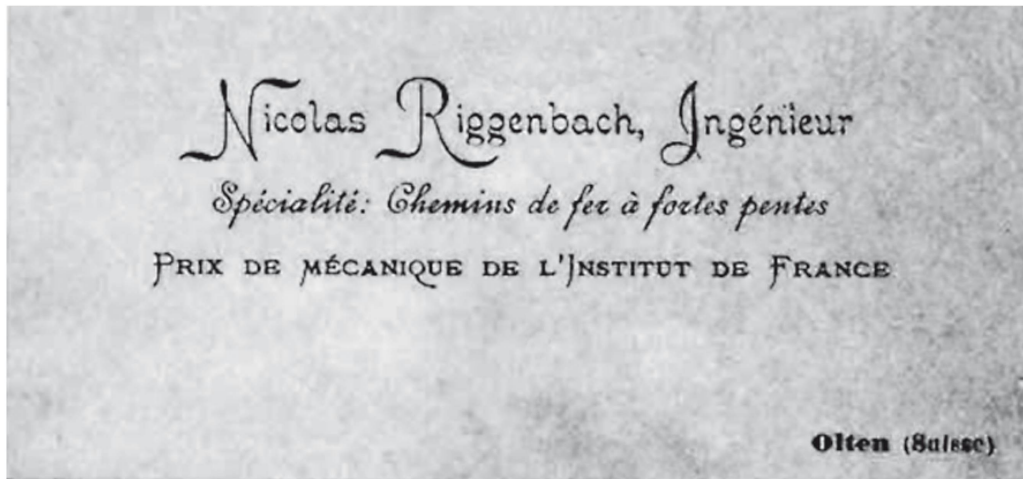 Nicolas Riggenbach, Ingénieur
Spécialité: Chemins de fer à fortes pentes
PRIX DE MÉCANIQUE DE L'INSTITUT DE FRANCE
Olten (Suisse)